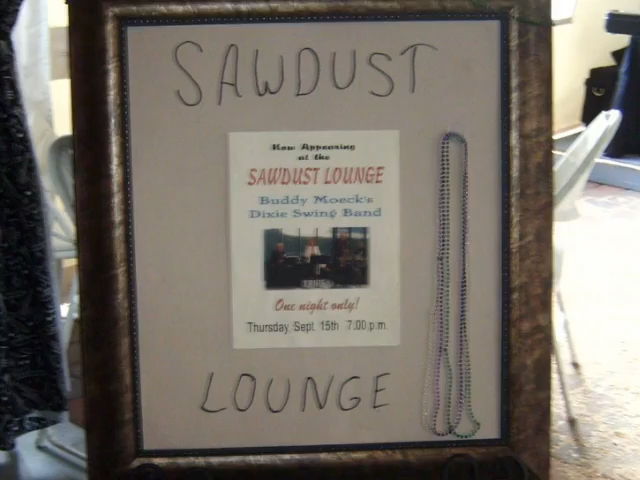 SAWDUST
Now Appearing
at the
SAWDUST LOUNGE
Buddy Moeck's
Dixie Swing Band
One night only!
Thursday, Sept. 15th 7:00 p.m.
LOUNGE